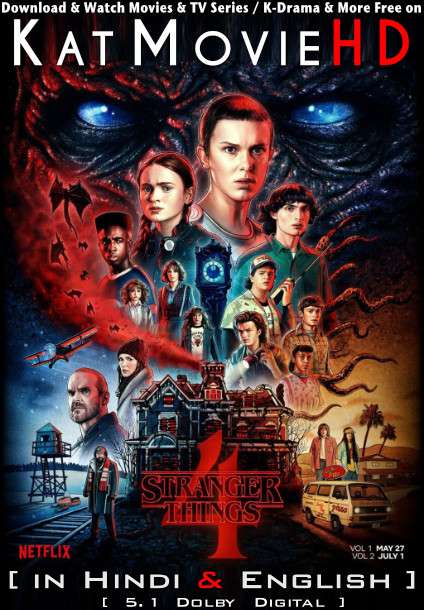 Download & Watch Movies & TV Series / K-Drama & More Free on
KATMOVIEHD
4
STRANGER
THINGS
NETFLIX
VOL 1 MAY 27
VOL 2 JULY 1
[ IN HINDI & ENGLISH ]
[ 5.1 DOLBY DIGITAL ]